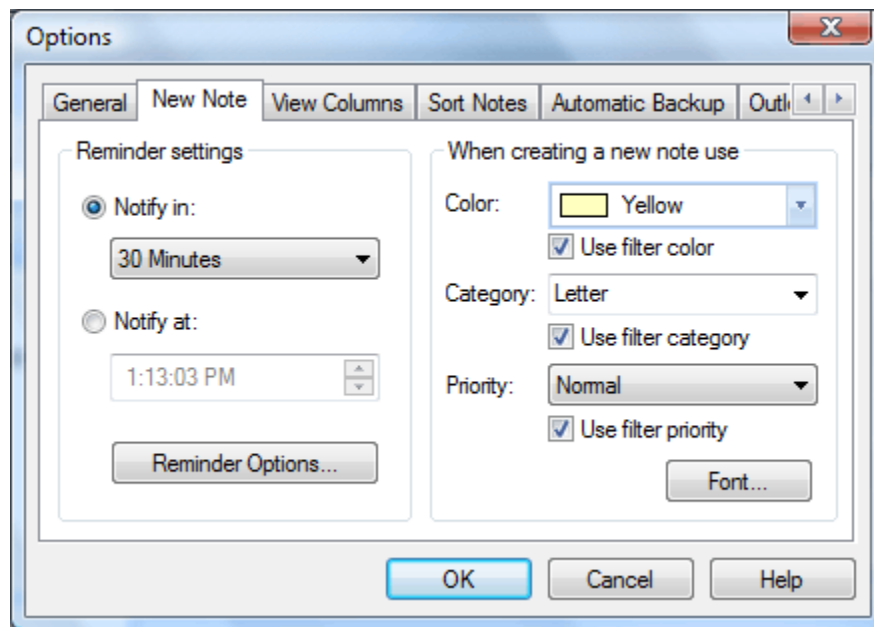 Options
General New Note View Columns Sort Notes Automatic Backup Outl
Reminder settings
Notify in:
30 Minutes
Notify at:
1:13:03 PM
Reminder Options...
When creating a new note use
Color: Yellow
Use filter color
Category: Letter
Use filter category
Priority: Normal
Use filter priority
Font...
OK Cancel Help